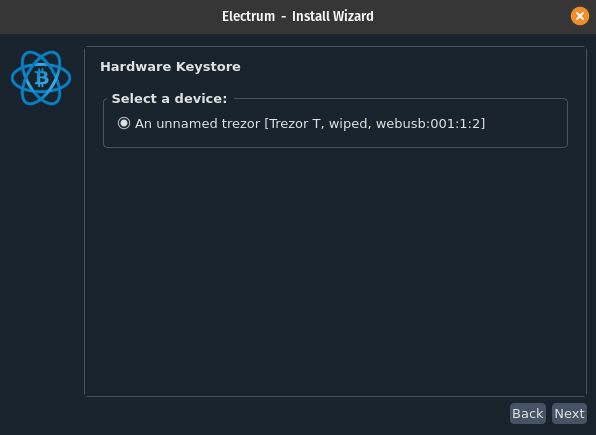 Electrum - Install Wizard
Hardware Keystore
Select a device:
An unnamed trezor [Trezor T, wiped, webusb:001:1:2]
Back Next